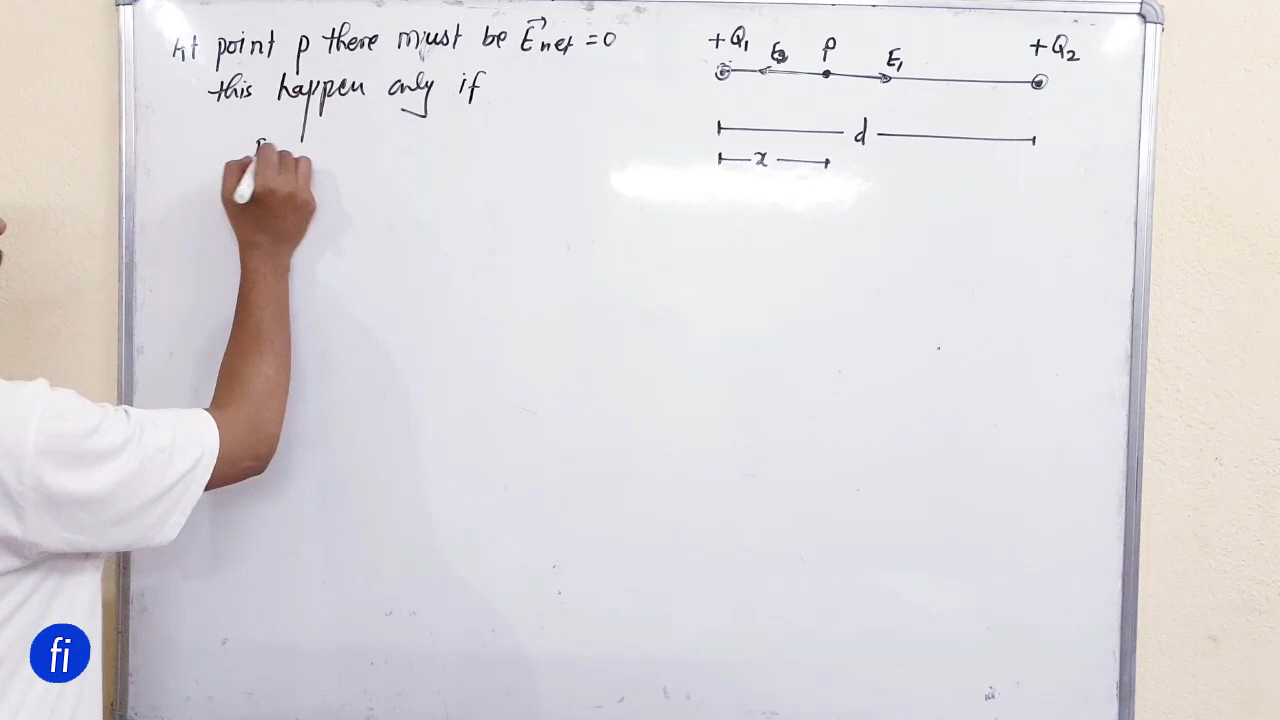 At point p there must be E⃗net = 0
this happen only if
+Q₁ E₂ P E₁ +Q₂
d
x
fi